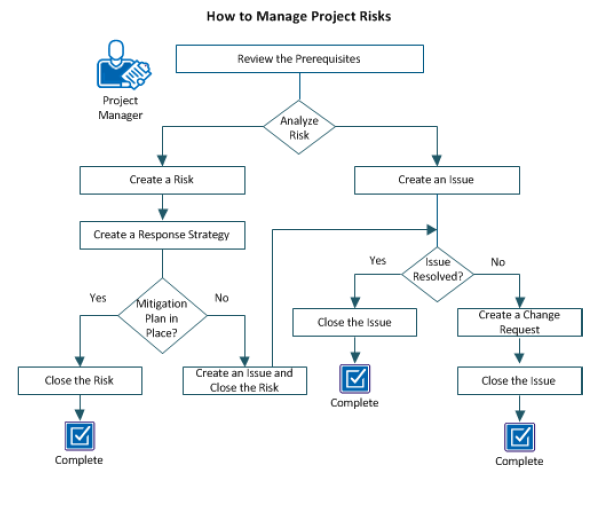 How to Manage Project Risks
Review the Prerequisites
Project
Manager
Analyze
Risk
Create a Risk
Create an Issue
Create a Response Strategy
Yes
Issue
Resolved?
No
Yes
Mitigation
Plan in
Place?
No
Close the Issue
Create a Change
Request
Close the Risk
Create an Issue and
Close the Risk
Close the Issue
Complete
Complete
Complete